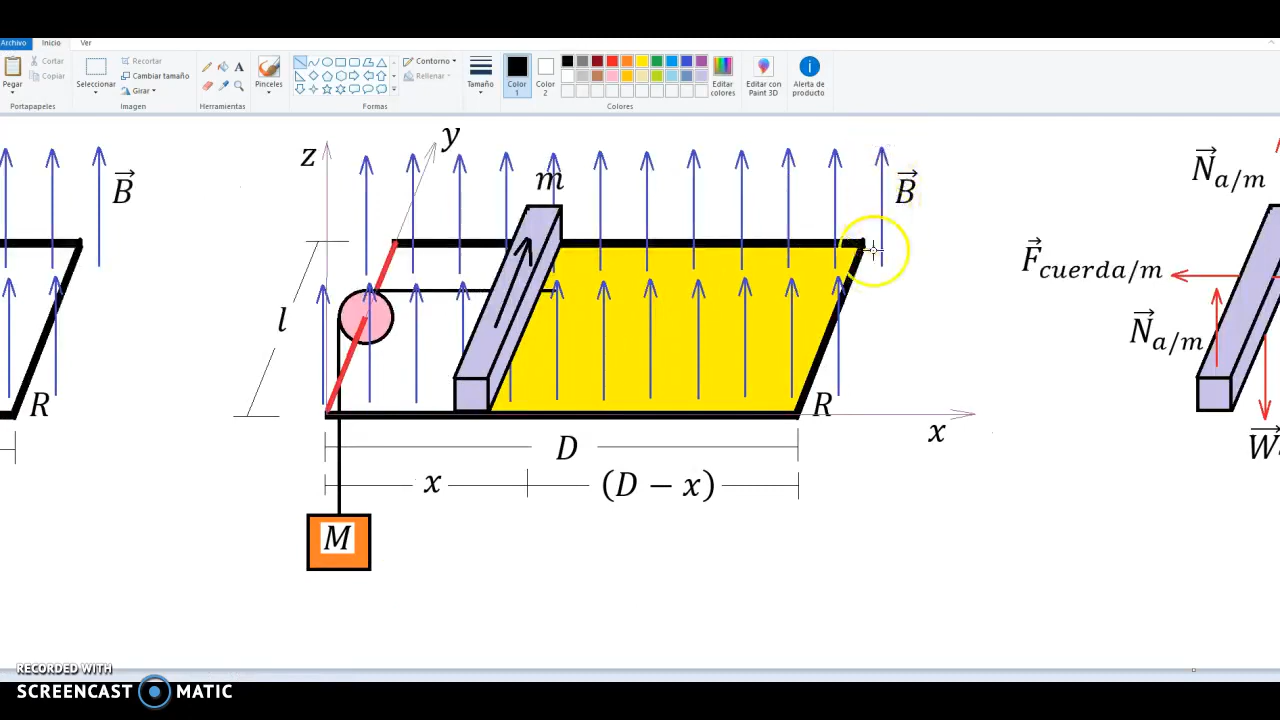 Archivo Inicio Ver
Pegar
Cortar
Copiar
Portapapeles
Seleccionar
Recortar
Cambiar tamaño
Girar
Imagen
A
Herramientas
Pinceles
Formas
Contorno
Rellenar
Tamaño
Color 1
Color 2
Editar colores
Colores
Editar con Paint 3D
Alerta de producto
B⃗
R
z
y
m
B⃗
l
R
x
D
x
(D − x)
M
N⃗a/m
F⃗cuerda/m
N⃗a/m
W⃗
RECORDED WITH
SCREENCAST MATIC